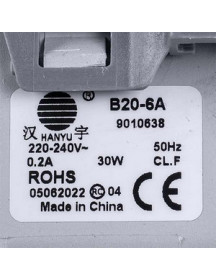 B20-6A
®
9010638
汉 HANYU 宇
220-240V~ 50Hz
0.2A 30W CL.F
ROHS
05062022 RC 04
Made in China CE